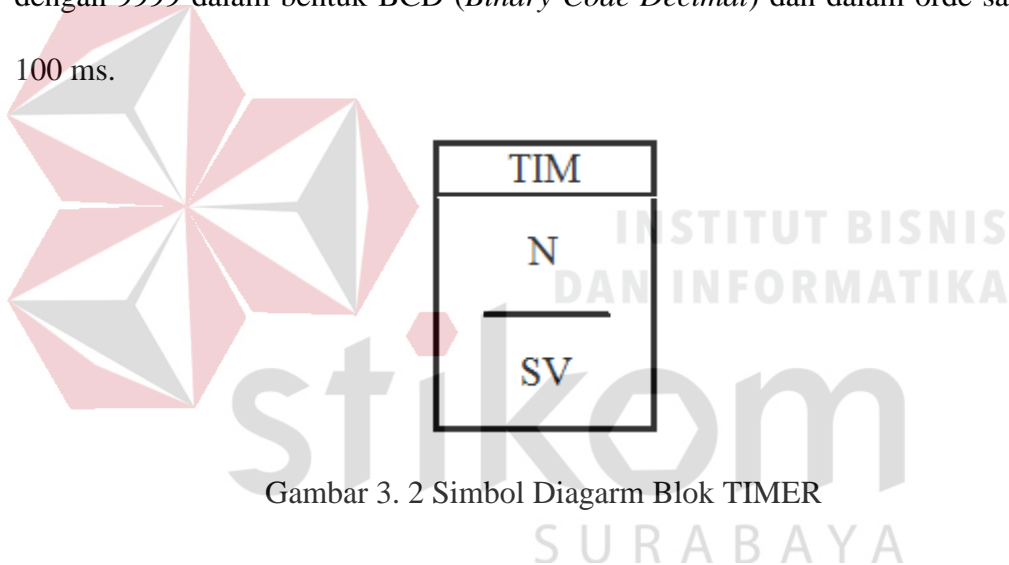 dengan 9999 dalam bentuk BCD (Binary Code Decimal) dan dalam orde sa
100 ms.
TIM
N
SV
INSTITUT BISNIS
DAN INFORMATIKA
stikom
SURABAYA
Gambar 3. 2 Simbol Diagarm Blok TIMER